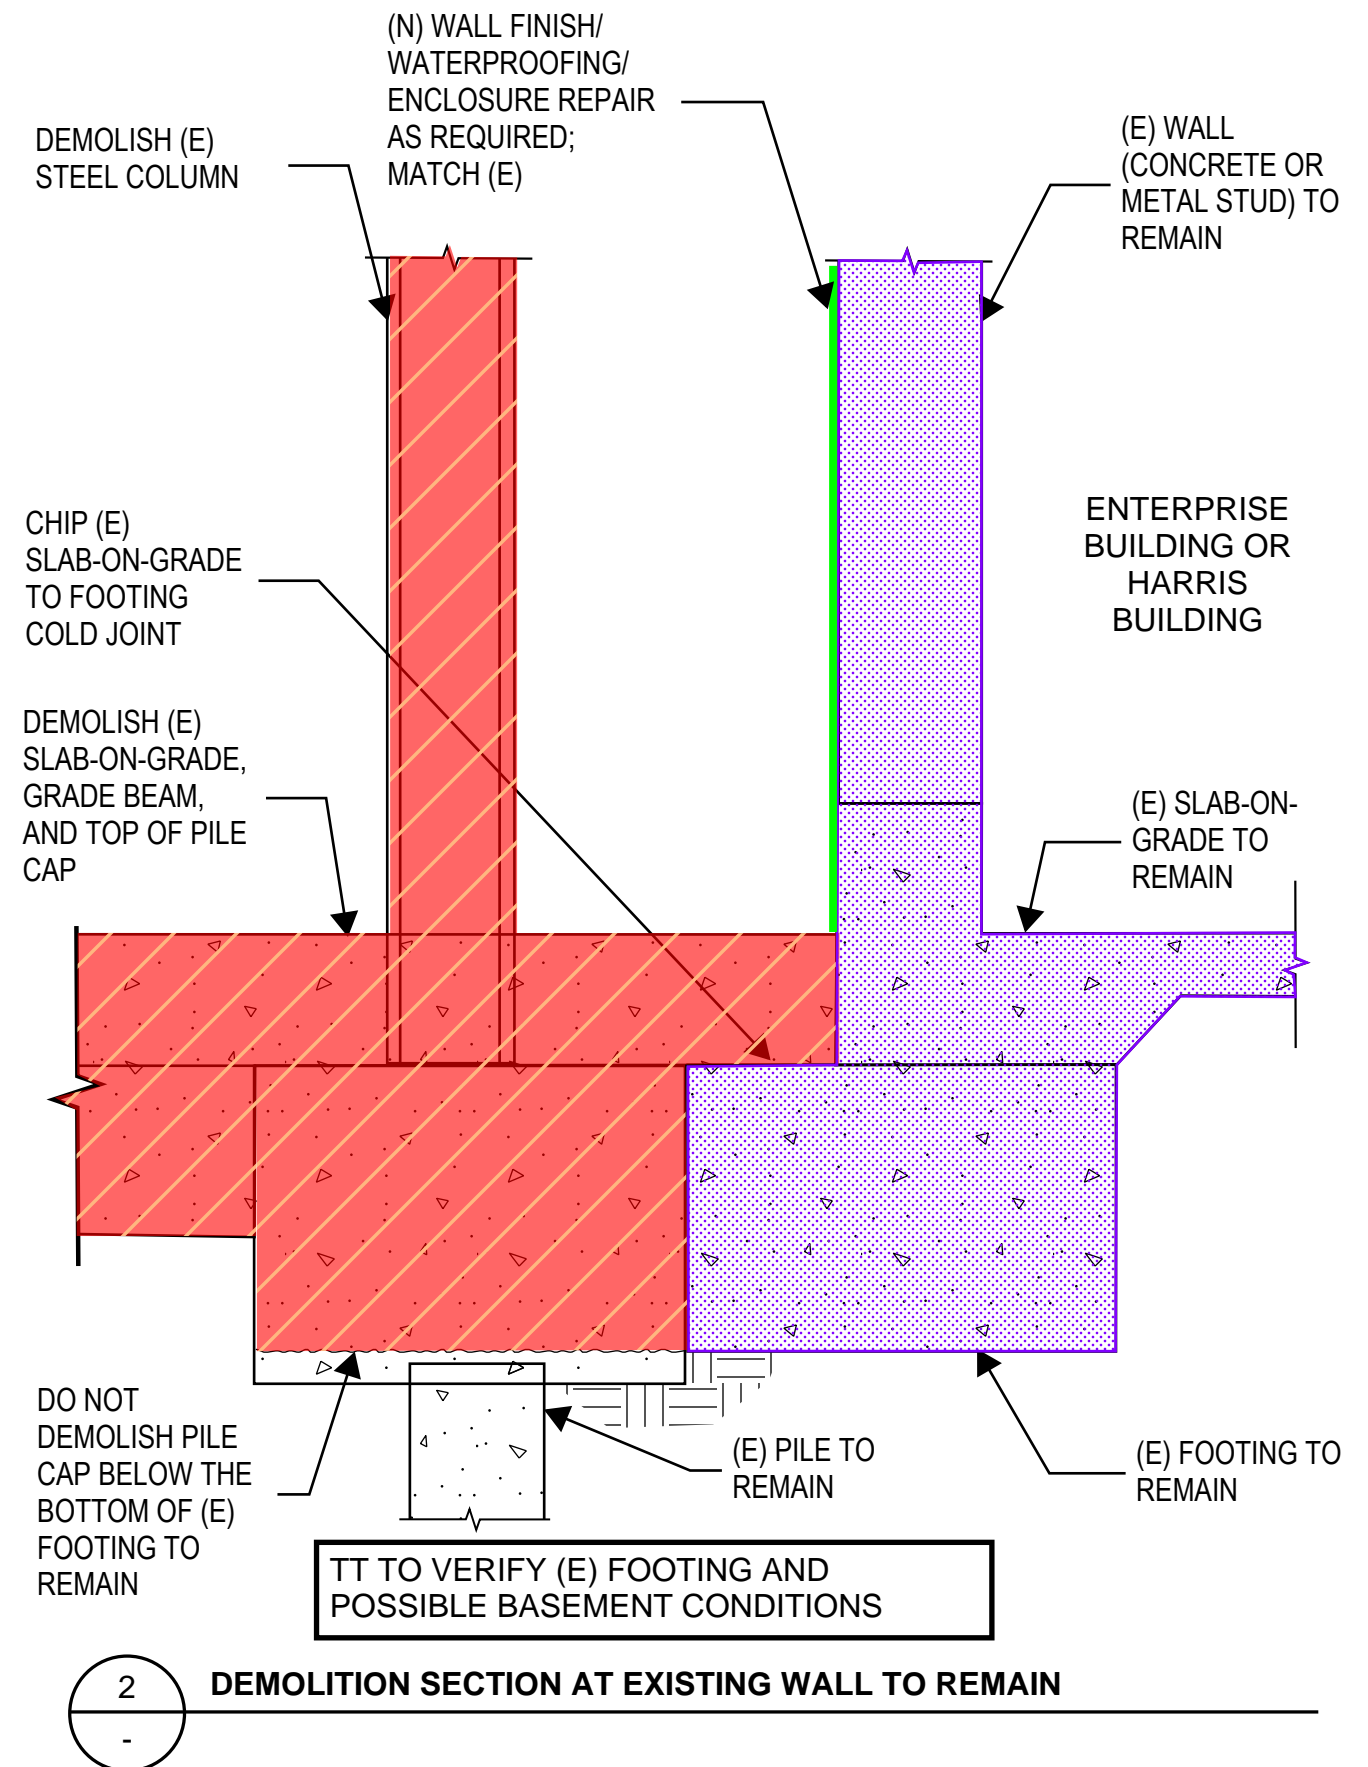 (N) WALL FINISH/
WATERPROOFING/
ENCLOSURE REPAIR
AS REQUIRED;
MATCH (E)
DEMOLISH (E)
STEEL COLUMN
(E) WALL
(CONCRETE OR
METAL STUD) TO
REMAIN
CHIP (E)
SLAB-ON-GRADE
TO FOOTING
COLD JOINT
ENTERPRISE
BUILDING OR
HARRIS
BUILDING
DEMOLISH (E)
SLAB-ON-GRADE,
GRADE BEAM,
AND TOP OF PILE
CAP
(E) SLAB-ON-
GRADE TO
REMAIN
DO NOT
DEMOLISH PILE
CAP BELOW THE
BOTTOM OF (E)
FOOTING TO
REMAIN
(E) PILE TO
REMAIN
(E) FOOTING TO
REMAIN
TT TO VERIFY (E) FOOTING AND
POSSIBLE BASEMENT CONDITIONS
2
-
DEMOLITION SECTION AT EXISTING WALL TO REMAIN